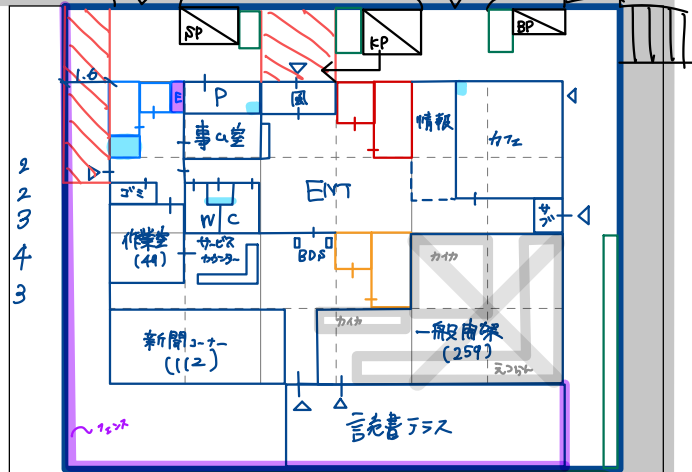 SP
KP
BP
1.6
E
P
風
情報
カフェ
事ム室
ENT
2
2
3
4
3
ゴミ
WC
サブ
作業室
(49)
サービス
カウンター
BDS
カイカ
カイカ
新聞コーナー
(112)
一般開架
(259)
えつらん
フェンス
読書テラス